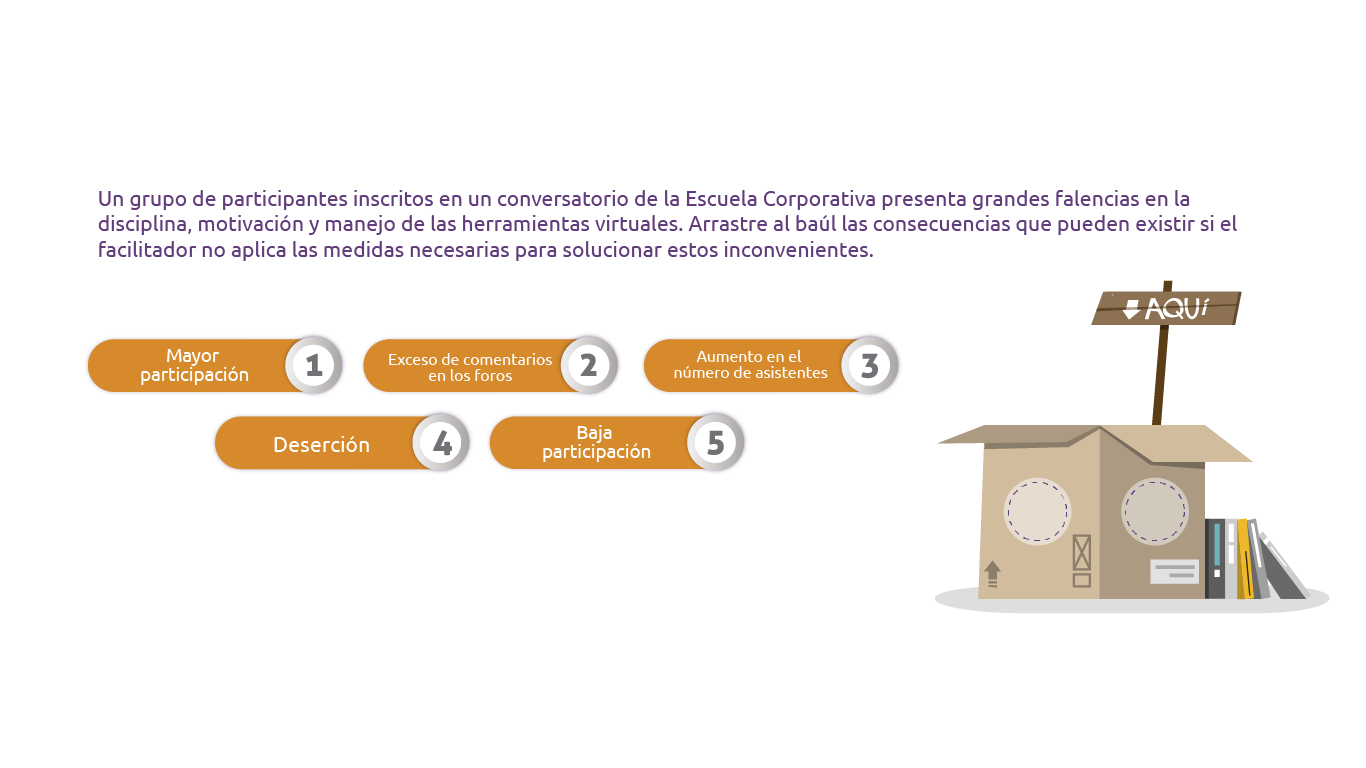 Un grupo de participantes inscritos en un conversatorio de la Escuela Corporativa presenta grandes falencias en la
disciplina, motivación y manejo de las herramientas virtuales. Arrastre al baúl las consecuencias que pueden existir si el
facilitador no aplica las medidas necesarias para solucionar estos inconvenientes.
AQUí
Mayor
participación
1
Exceso de comentarios
en los foros
2
Aumento en el
número de asistentes
3
Deserción
4
Baja
participación
5